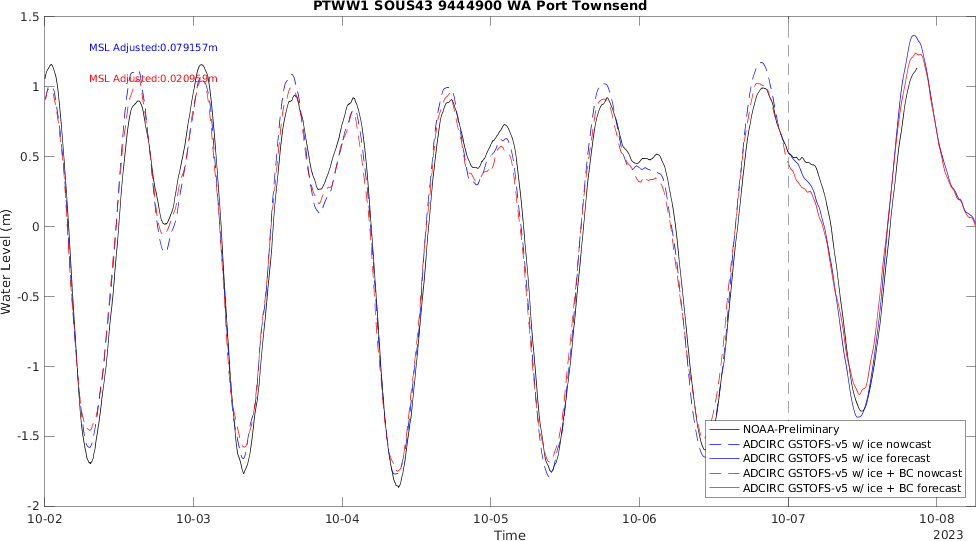 PTWW1 SOUS43 9444900 WA Port Townsend
1.5
1
0.5
0
-0.5
-1
-1.5
-2
Water Level (m)
MSL Adjusted:0.079157m
MSL Adjusted:0.020959m
NOAA-Preliminary
ADCIRC GSTOFS-v5 w/ ice nowcast
ADCIRC GSTOFS-v5 w/ ice forecast
ADCIRC GSTOFS-v5 w/ ice + BC nowcast
ADCIRC GSTOFS-v5 w/ ice + BC forecast
10-02 10-03 10-04 10-05 10-06 10-07 10-08
Time
2023